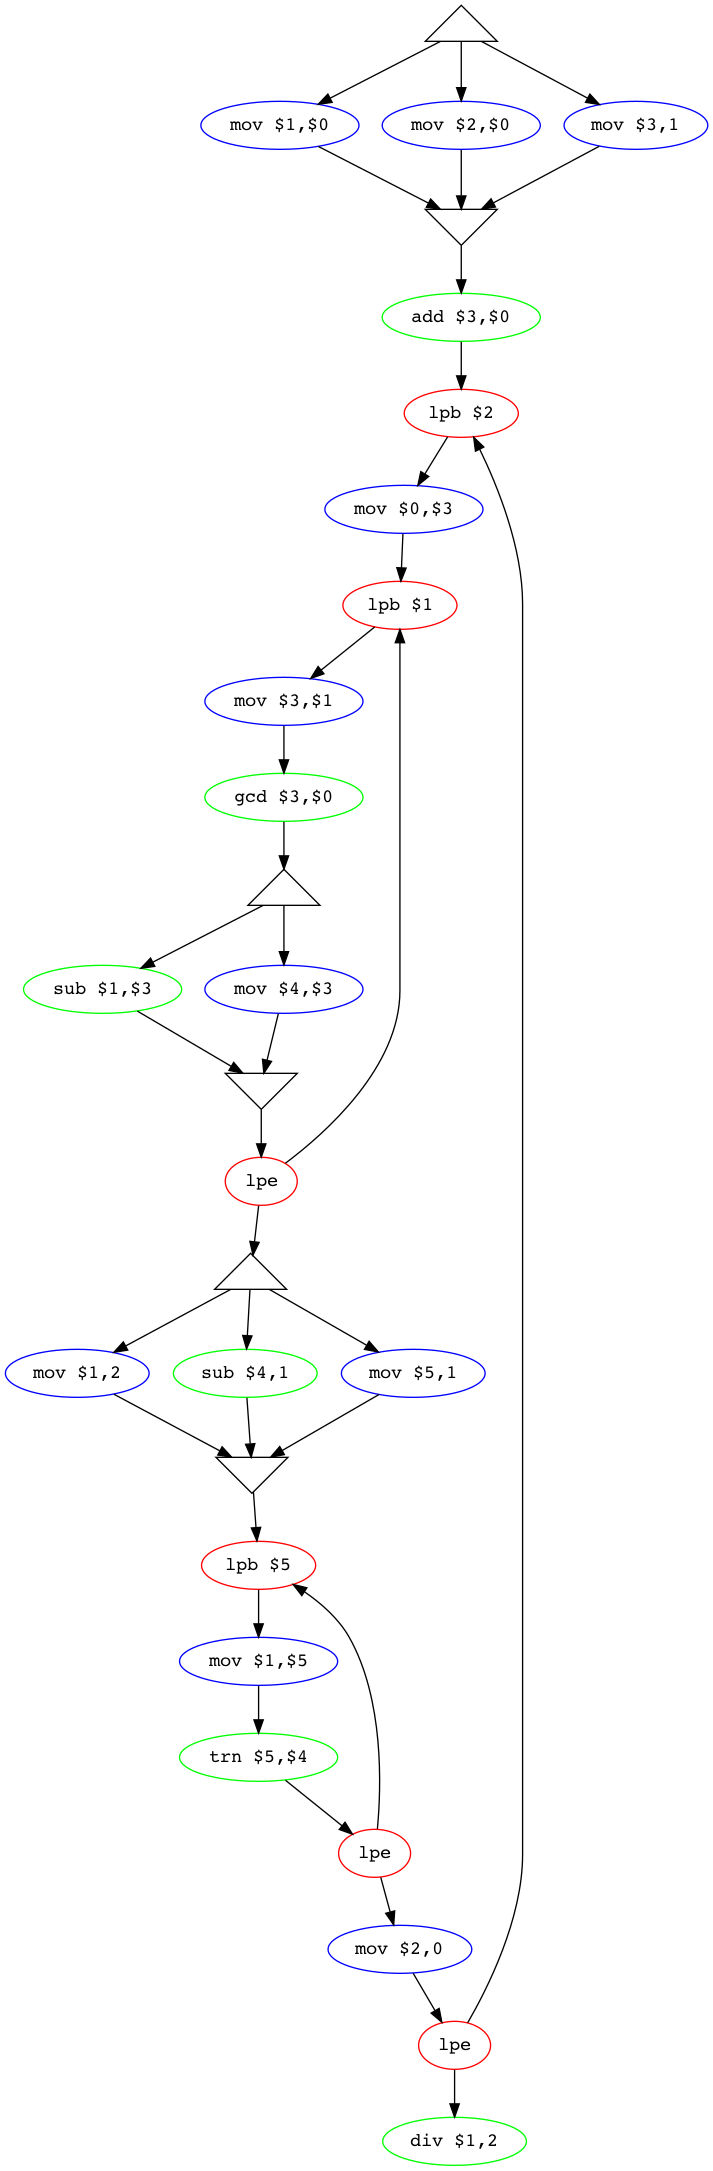 mov $1,$0
mov $2,$0
mov $3,1
add $3,$0
lpb $2
mov $0,$3
lpb $1
mov $3,$1
gcd $3,$0
sub $1,$3
mov $4,$3
lpe
mov $1,2
sub $4,1
mov $5,1
lpb $5
mov $1,$5
trn $5,$4
lpe
mov $2,0
lpe
div $1,2